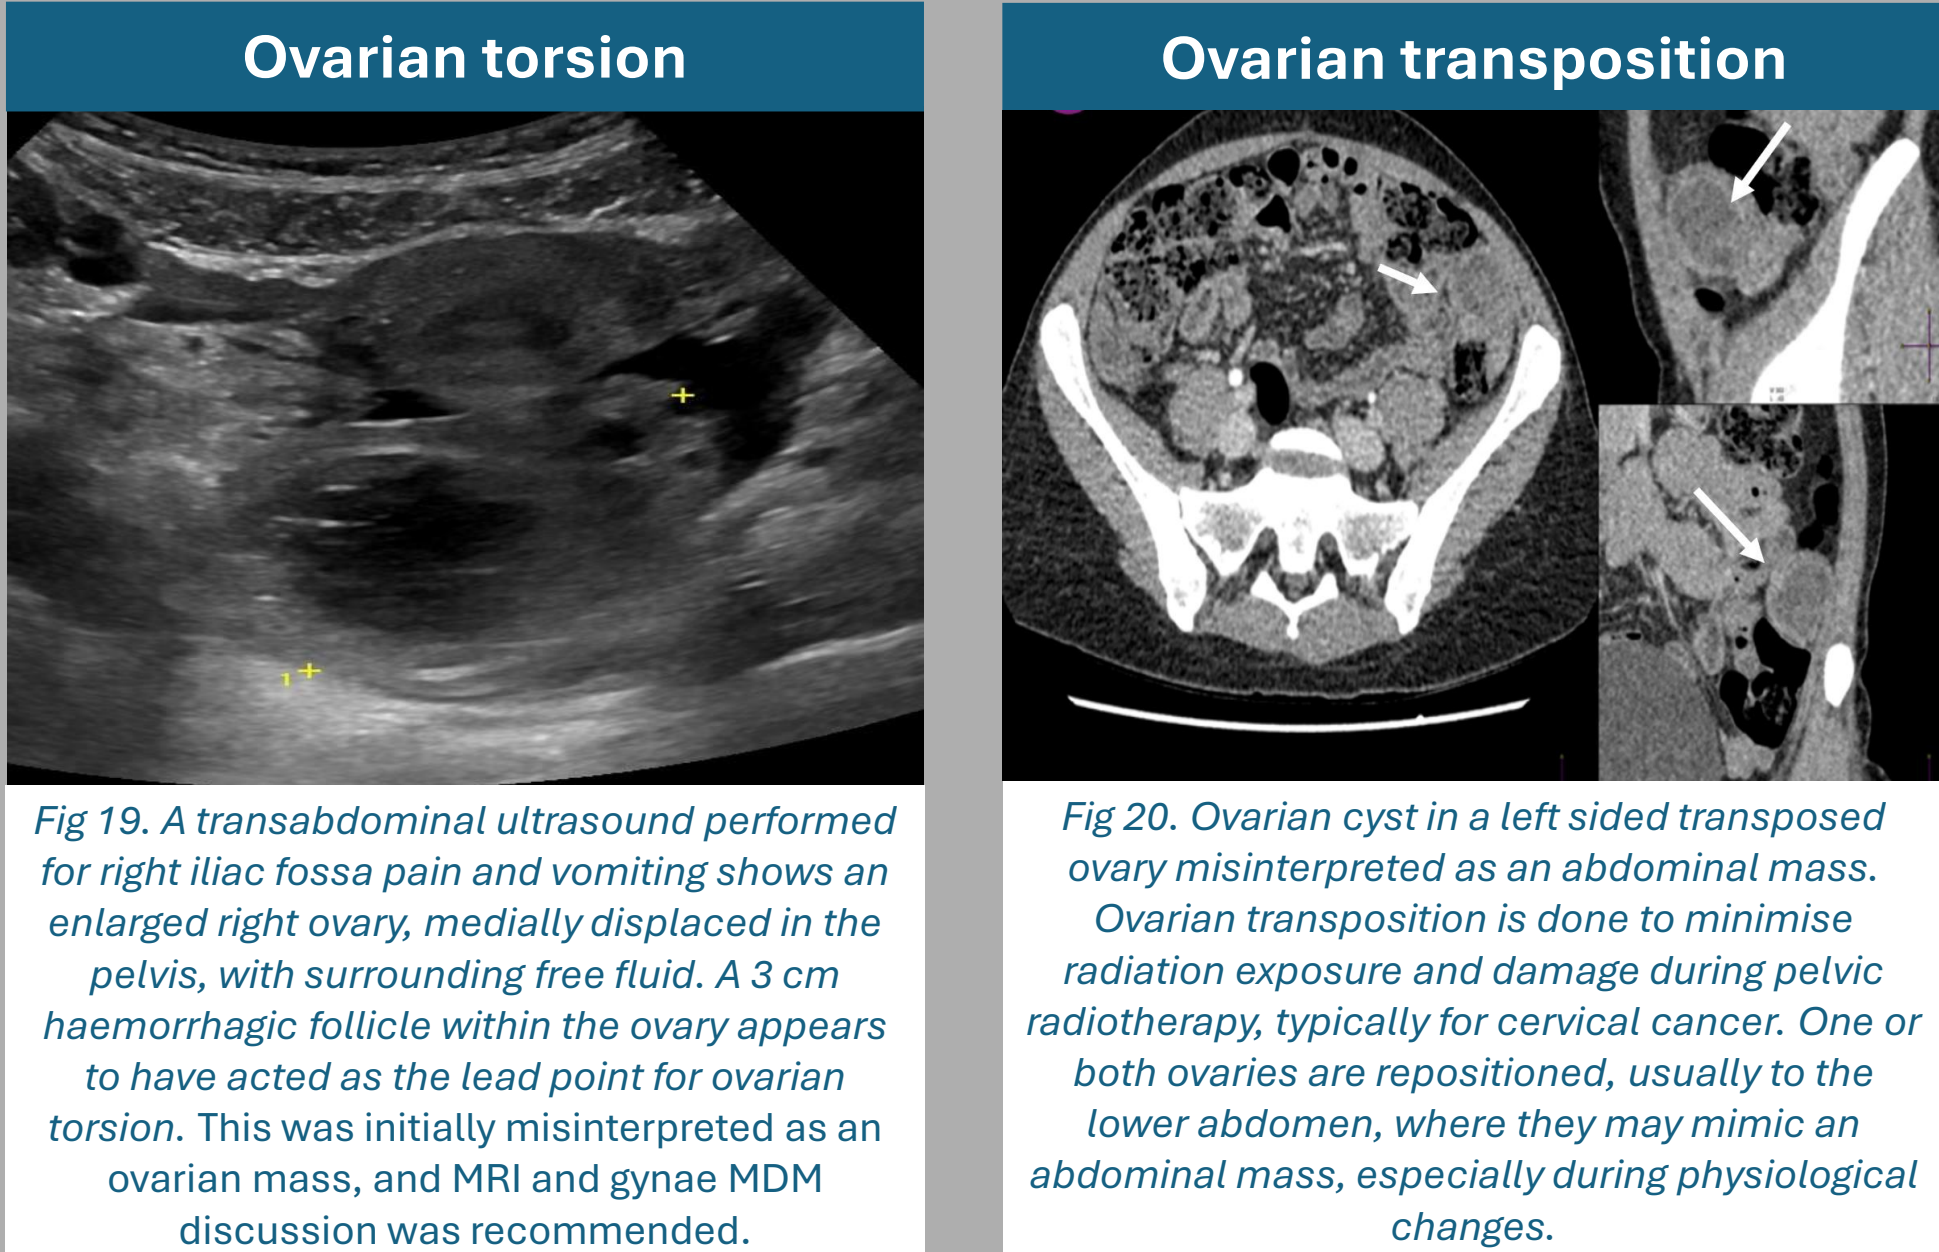 Ovarian torsion
1
Fig 19. A transabdominal ultrasound performed
for right iliac fossa pain and vomiting shows an
enlarged right ovary, medially displaced in the
pelvis, with surrounding free fluid. A 3 cm
haemorrhagic follicle within the ovary appears
to have acted as the lead point for ovarian
torsion. This was initially misinterpreted as an
ovarian mass, and MRI and gynae MDM
discussion was recommended.
Ovarian transposition
Fig 20. Ovarian cyst in a left sided transposed
ovary misinterpreted as an abdominal mass.
Ovarian transposition is done to minimise
radiation exposure and damage during pelvic
radiotherapy, typically for cervical cancer. One or
both ovaries are repositioned, usually to the
lower abdomen, where they may mimic an
abdominal mass, especially during physiological
changes.